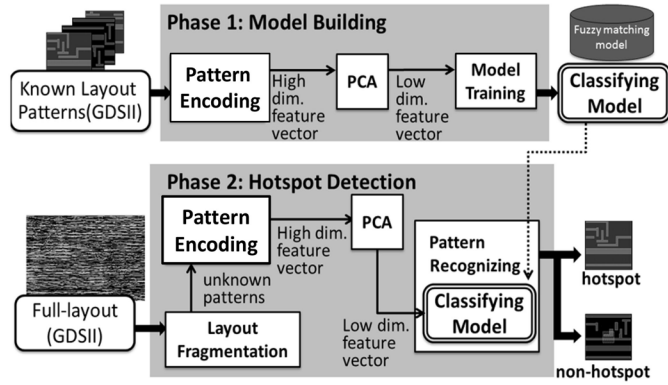 Phase 1: Model Building
Fuzzy matching
model
Known Layout
Patterns(GDSII)
Pattern
Encoding
High
dim.
feature
vector
PCA
Low
dim.
feature
vector
Model
Training
Classifying
Model
Phase 2: Hotspot Detection
Full-layout
(GDSII)
Layout
Fragmentation
unknown
patterns
Pattern
Encoding
High dim.
feature
vector
PCA
Low dim.
feature
vector
Pattern
Recognizing
Classifying
Model
hotspot
non-hotspot